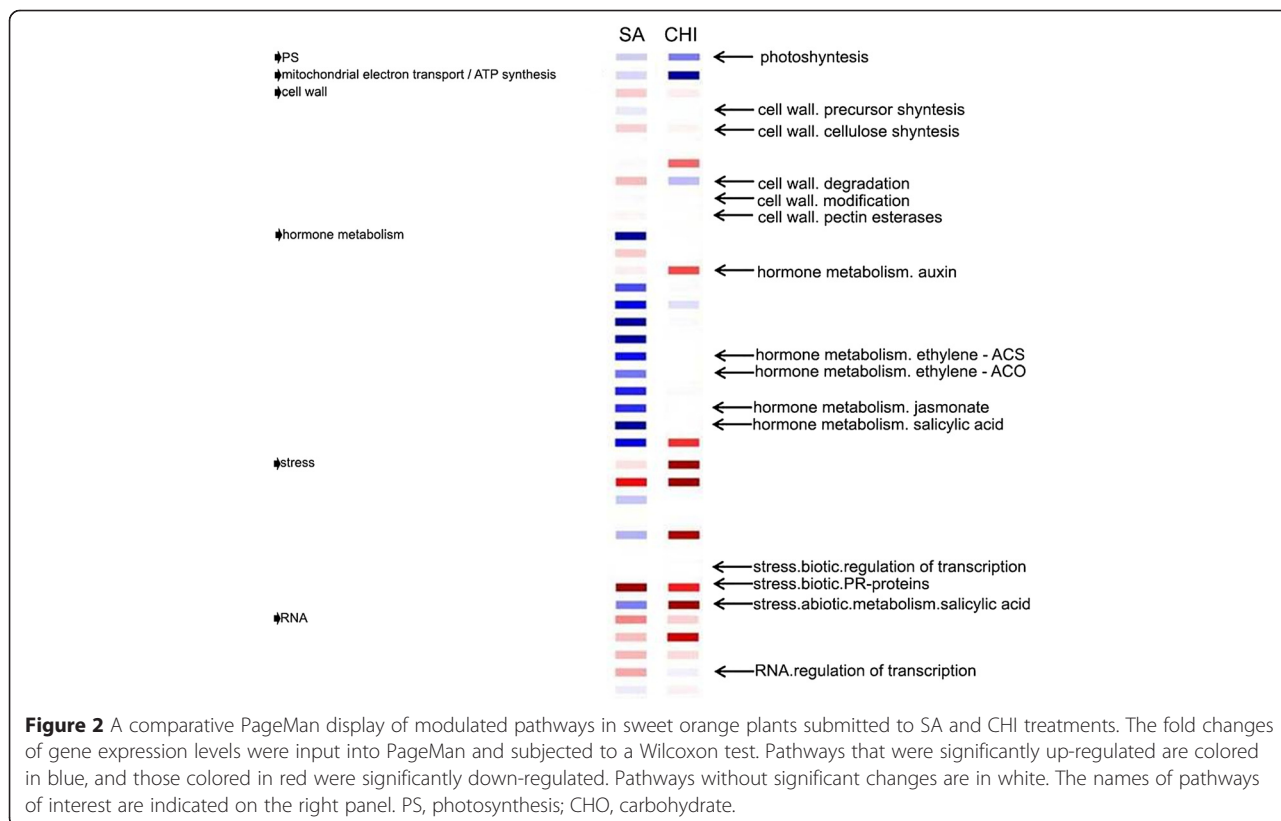 SA CHI
PS
photoshyntesis
mitochondrial electron transport / ATP synthesis
cell wall
cell wall. precursor shyntesis
cell wall. cellulose shyntesis
cell wall. degradation
cell wall. modification
cell wall. pectin esterases
hormone metabolism
hormone metabolism. auxin
hormone metabolism. ethylene - ACS
hormone metabolism. ethylene - ACO
hormone metabolism. jasmonate
hormone metabolism. salicylic acid
stress
stress.biotic.regulation of transcription
stress.biotic.PR-proteins
stress.abiotic.metabolism.salicylic acid
RNA
RNA.regulation of transcription
Figure 2 A comparative PageMan display of modulated pathways in sweet orange plants submitted to SA and CHI treatments. The fold changes
of gene expression levels were input into PageMan and subjected to a Wilcoxon test. Pathways that were significantly up-regulated are colored
in blue, and those colored in red were significantly down-regulated. Pathways without significant changes are in white. The names of pathways
of interest are indicated on the right panel. PS, photosynthesis; CHO, carbohydrate.